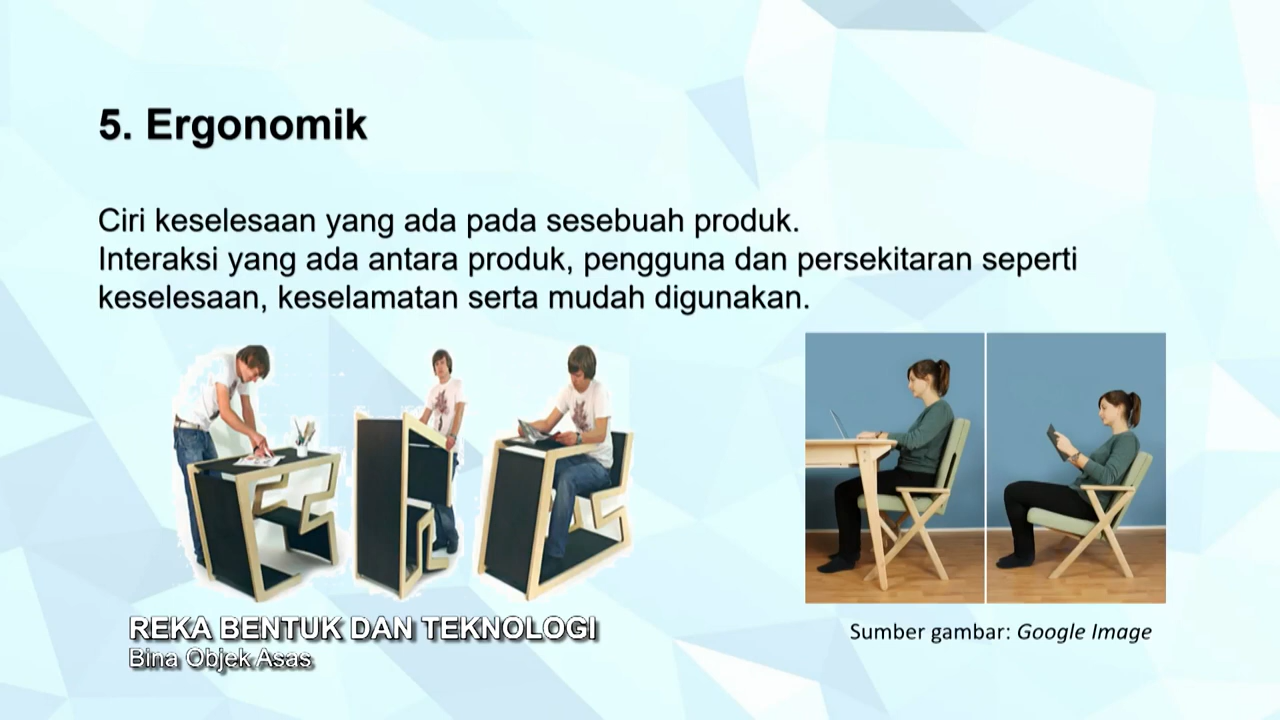 5. Ergonomik
Ciri keselesaan yang ada pada sesebuah produk.
Interaksi yang ada antara produk, pengguna dan persekitaran seperti
keselesaan, keselamatan serta mudah digunakan.
REKA BENTUK DAN TEKNOLOGI
Bina Objek Asas
Sumber gambar: Google Image